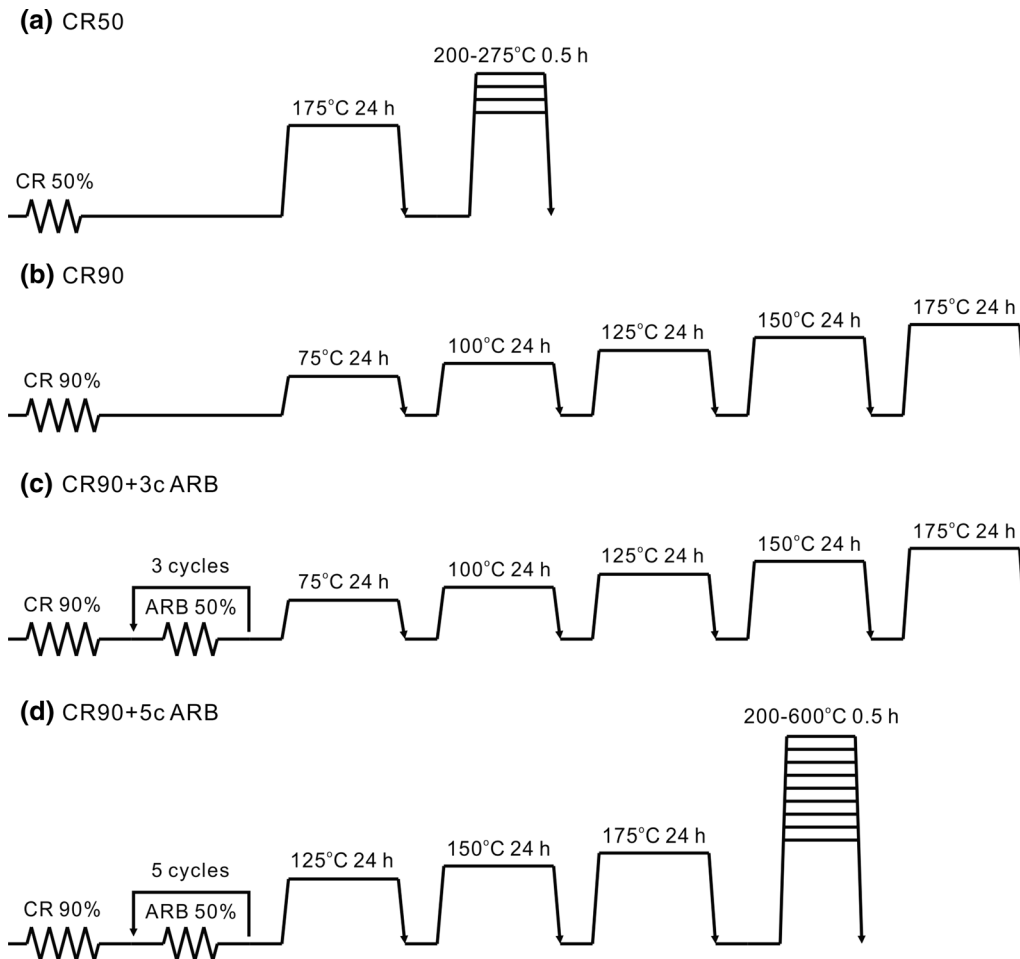 (a) CR50
200-275°C 0.5 h
175°C 24 h
CR 50%
(b) CR90
175°C 24 h
150°C 24 h
125°C 24 h
100°C 24 h
75°C 24 h
CR 90%
(c) CR90+3c ARB
175°C 24 h
150°C 24 h
125°C 24 h
100°C 24 h
75°C 24 h
3 cycles
CR 90%
ARB 50%
(d) CR90+5c ARB
200-600°C 0.5 h
175°C 24 h
150°C 24 h
125°C 24 h
5 cycles
CR 90%
ARB 50%